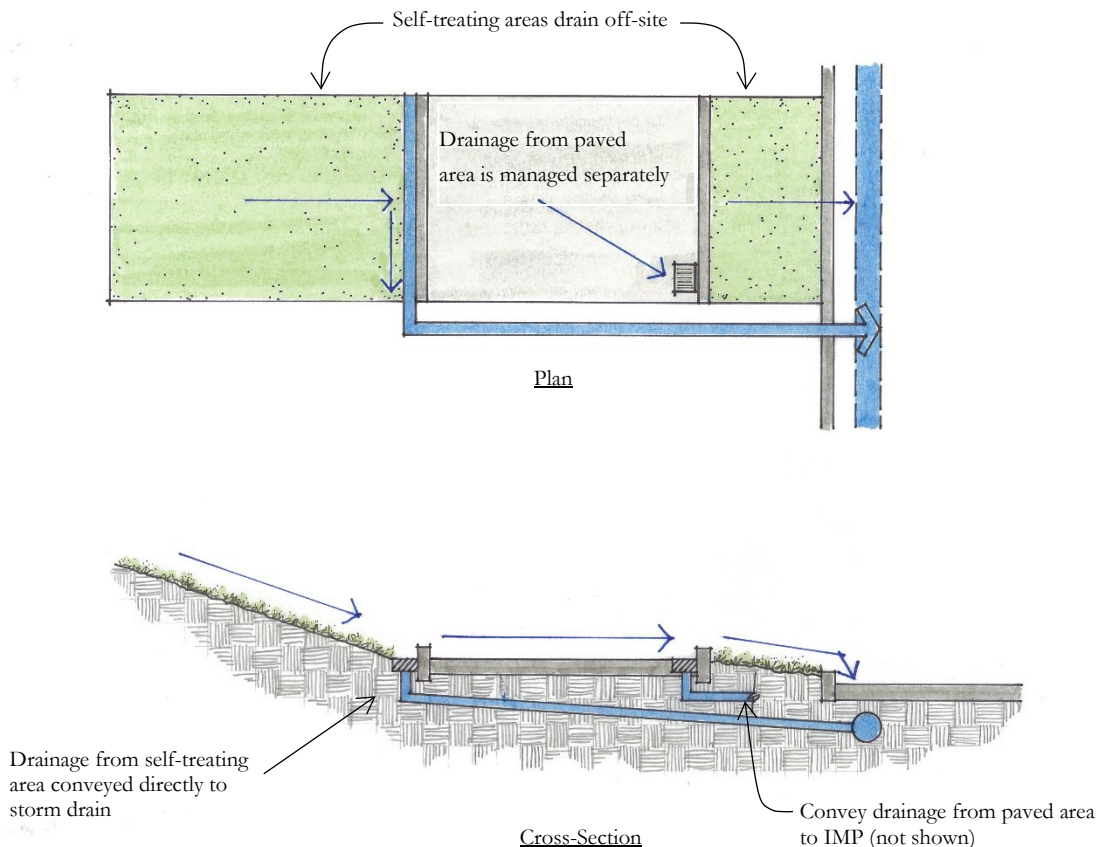 Self-treating areas drain off-site
Drainage from paved
area is managed separately
Plan
Drainage from self-treating
area conveyed directly to
storm drain
Convey drainage from paved area
to IMP (not shown)
Cross-Section